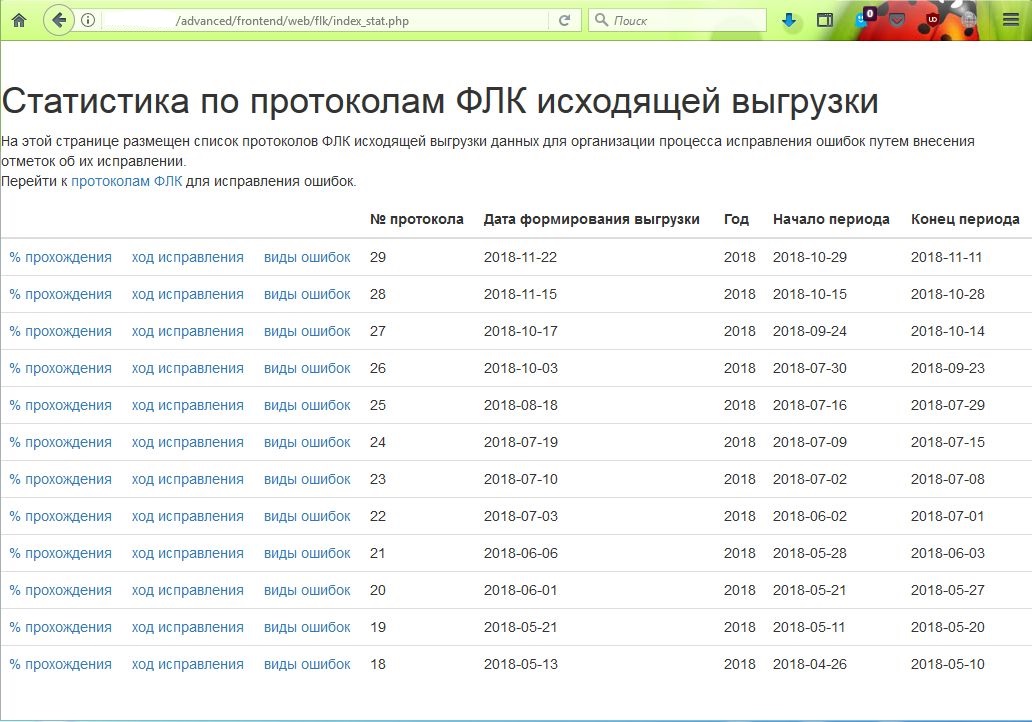 /advanced/frontend/web/flk/index_stat.php Поиск 0 UD
Статистика по протоколам ФЛК исходящей выгрузки
На этой странице размещен список протоколов ФЛК исходящей выгрузки данных для организации процесса исправления ошибок путем внесения
отметок об их исправлении.
Перейти к протоколам ФЛК для исправления ошибок.
№ протокола Дата формирования выгрузки Год Начало периода Конец периода
% прохождения ход исправления виды ошибок 29 2018-11-22 2018 2018-10-29 2018-11-11
% прохождения ход исправления виды ошибок 28 2018-11-15 2018 2018-10-15 2018-10-28
% прохождения ход исправления виды ошибок 27 2018-10-17 2018 2018-09-24 2018-10-14
% прохождения ход исправления виды ошибок 26 2018-10-03 2018 2018-07-30 2018-09-23
% прохождения ход исправления виды ошибок 25 2018-08-18 2018 2018-07-16 2018-07-29
% прохождения ход исправления виды ошибок 24 2018-07-19 2018 2018-07-09 2018-07-15
% прохождения ход исправления виды ошибок 23 2018-07-10 2018 2018-07-02 2018-07-08
% прохождения ход исправления виды ошибок 22 2018-07-03 2018 2018-06-02 2018-07-01
% прохождения ход исправления виды ошибок 21 2018-06-06 2018 2018-05-28 2018-06-03
% прохождения ход исправления виды ошибок 20 2018-06-01 2018 2018-05-21 2018-05-27
% прохождения ход исправления виды ошибок 19 2018-05-21 2018 2018-05-11 2018-05-20
% прохождения ход исправления виды ошибок 18 2018-05-13 2018 2018-04-26 2018-05-10